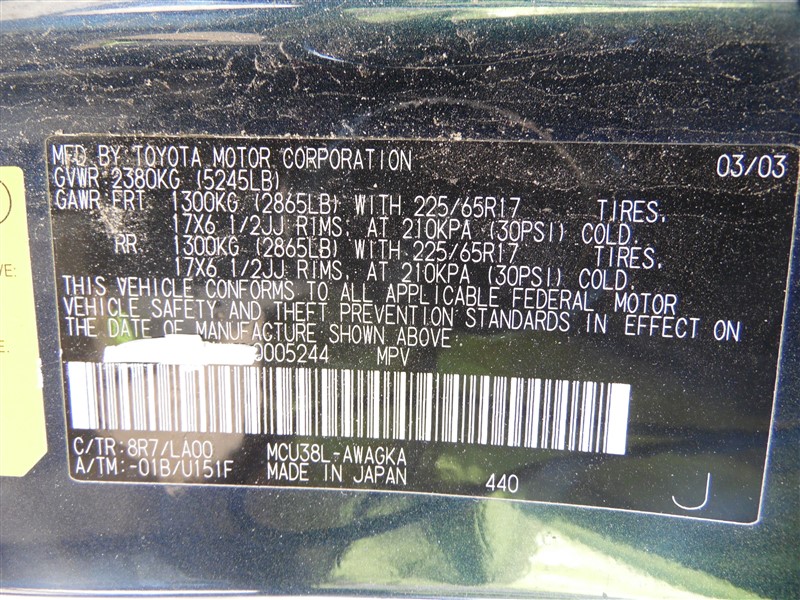 MFD BY TOYOTA MOTOR CORPORATION 03/03
GVWR 2380KG (5245LB)
GAWR FRT 1300KG (2865LB) WITH 225/65R17 TIRES,
17X6 1/2JJ RIMS, AT 210KPA (30PSI) COLD.
RR 1300KG (2865LB) WITH 225/65R17 TIRES,
17X6 1/2JJ RIMS, AT 210KPA (30PSI) COLD.
THIS VEHICLE CONFORMS TO ALL APPLICABLE FEDERAL MOTOR
VEHICLE SAFETY AND THEFT PREVENTION STANDARDS IN EFFECT ON
THE DATE OF MANUFACTURE SHOWN ABOVE.
0005244 MPV
C/TR: 8R7/LA00 MCU38L-AWAGKA
A/TM: -01B/U151F MADE IN JAPAN 440 J